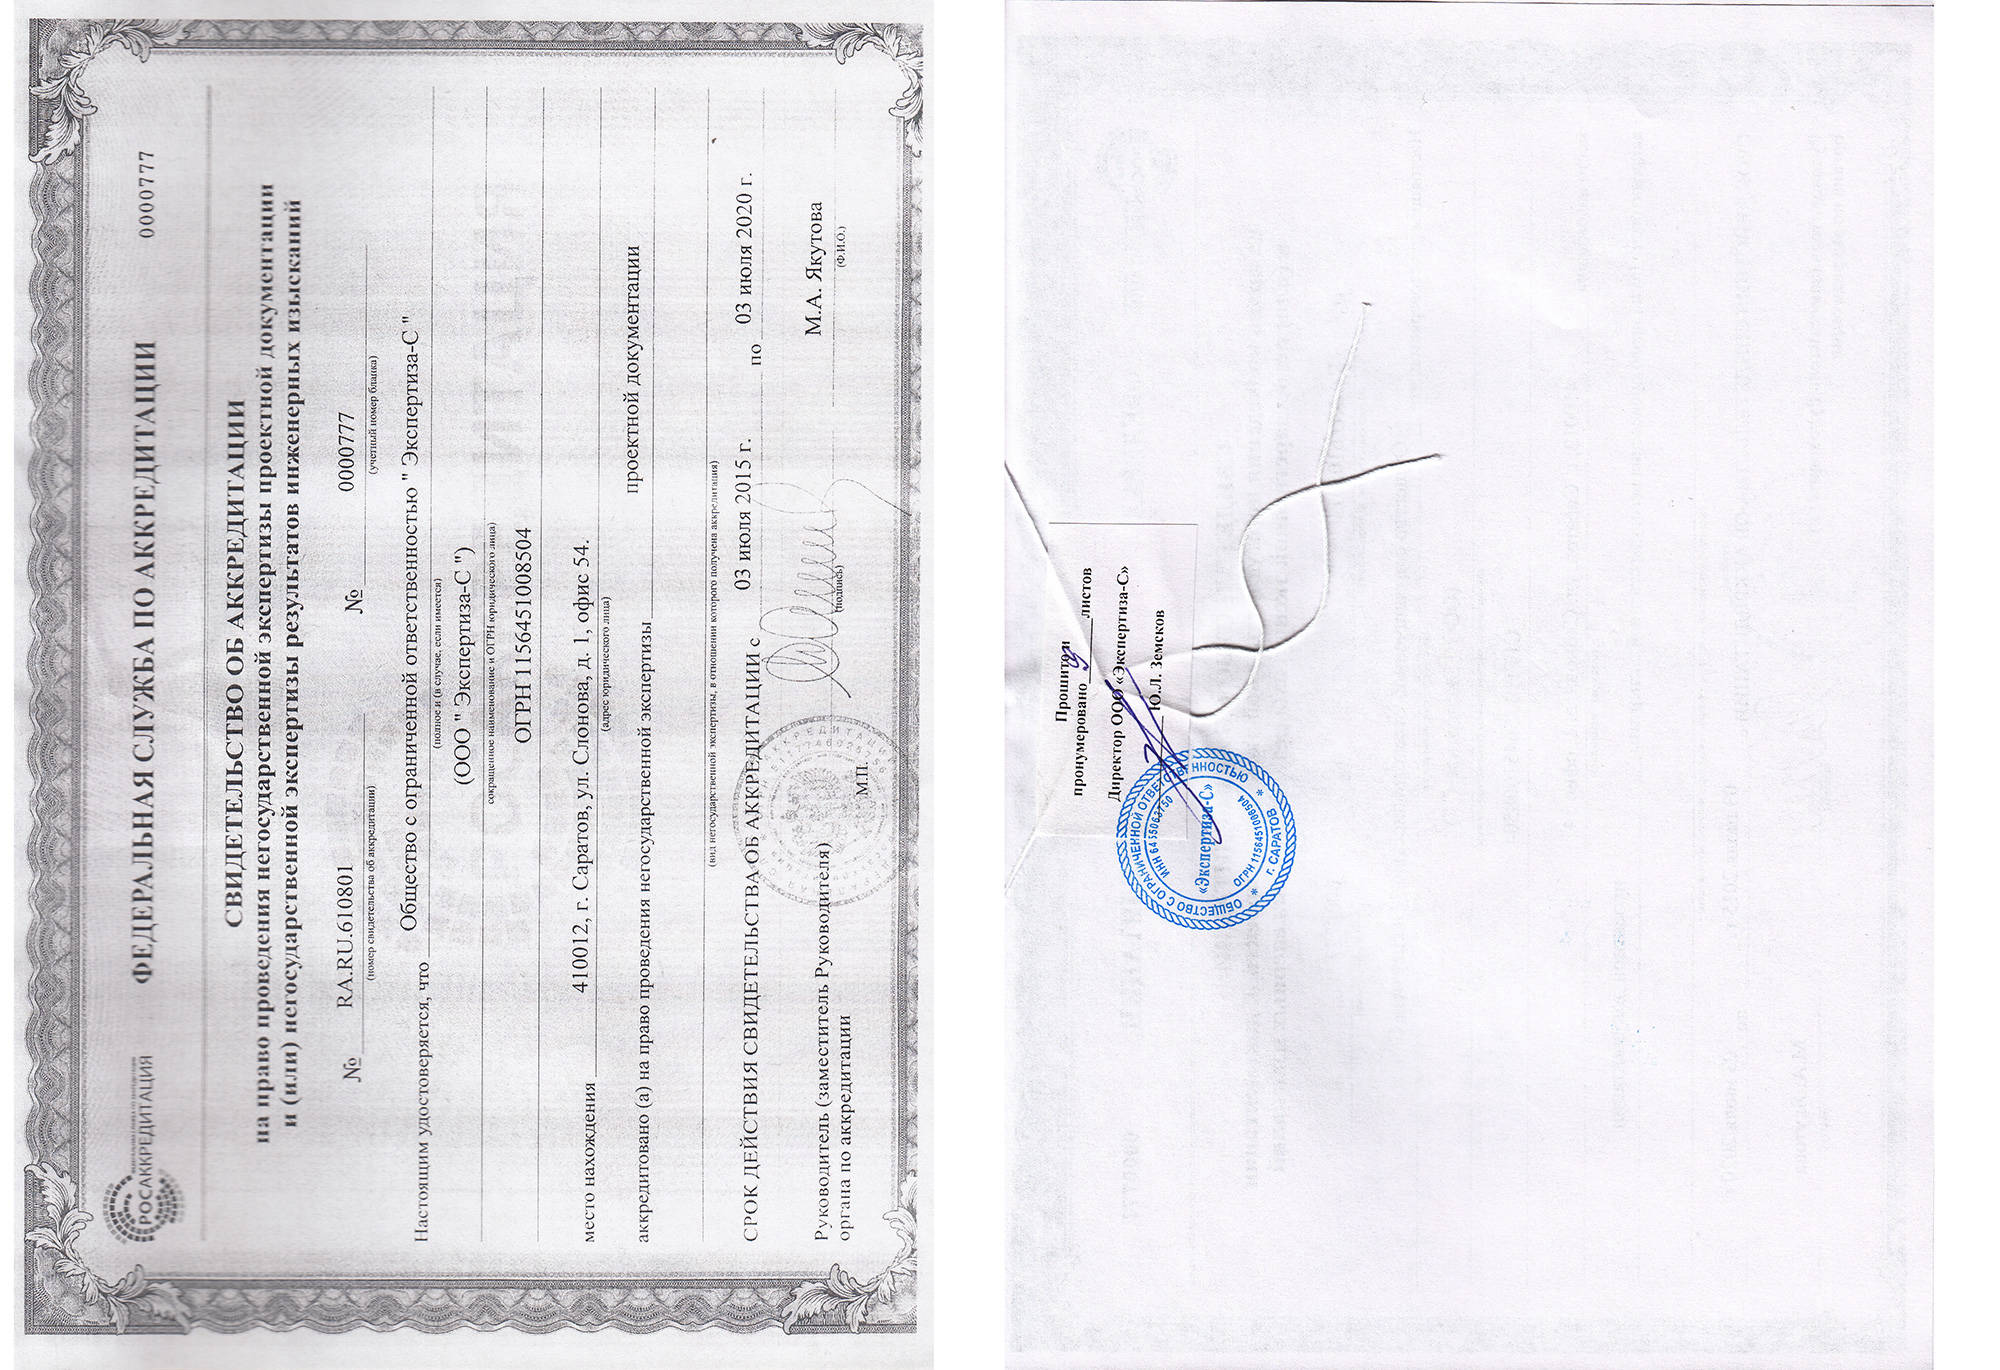 РОСАККРЕДИТАЦИЯ
ФЕДЕРАЛЬНАЯ СЛУЖБА ПО АККРЕДИТАЦИИ
0000777
СВИДЕТЕЛЬСТВО ОБ АККРЕДИТАЦИИ
на право проведения негосударственной экспертизы проектной документации
и (или) негосударственной экспертизы результатов инженерных изысканий
№ RA.RU.610801 № 0000777
(номер свидетельства об аккредитации) (учетный номер бланка)
Настоящим удостоверяется, что Общество с ограниченной ответственностью " Экспертиза-С "
(полное и (в случае, если имеется)
(ООО " Экспертиза-С ")
сокращенное наименование и ОГРН юридического лица)
ОГРН 1156451008504
место нахождения 410012, г. Саратов, ул. Слонова, д. 1, офис 54.
(адрес юридического лица)
аккредитовано (а) на право проведения негосударственной экспертизы проектной документации
(вид негосударственной экспертизы, в отношении которого получена аккредитация)
СРОК ДЕЙСТВИЯ СВИДЕТЕЛЬСТВА ОБ АККРЕДИТАЦИИ с 03 июля 2015 г. по 03 июля 2020 г.
Руководитель (заместитель Руководителя)
органа по аккредитации
М.П.
(подпись)
М.А. Якутова
(Ф.И.О.)
Прошито и
пронумеровано листов
Директор ООО «Экспертиза-С»
Ю.Л. Земсков
ОБЩЕСТВО С ОГРАНИЧЕННОЙ ОТВЕТСТВЕННОСТЬЮ
ИНН 6455063750
«Экспертиза-С»
ОГРН 1156451008504
* г. САРАТОВ *